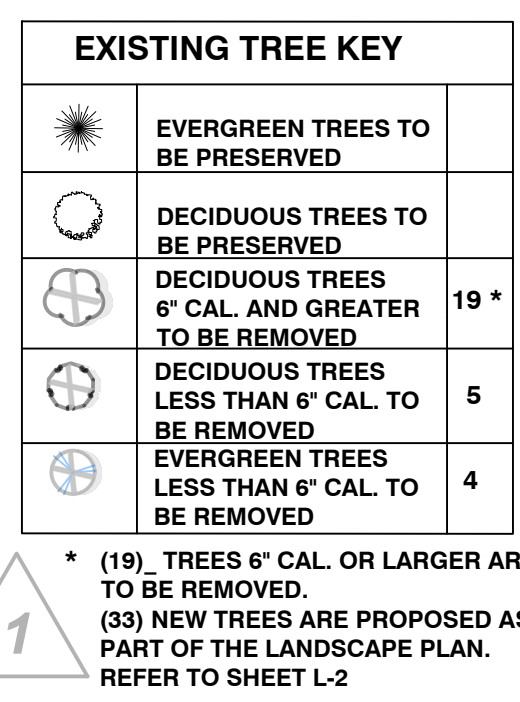 EXISTING TREE KEY
EVERGREEN TREES TO
BE PRESERVED
DECIDUOUS TREES TO
BE PRESERVED
DECIDUOUS TREES
6" CAL. AND GREATER
TO BE REMOVED
19 *
DECIDUOUS TREES
LESS THAN 6" CAL. TO
BE REMOVED
5
EVERGREEN TREES
LESS THAN 6" CAL. TO
BE REMOVED
4
* (19)_ TREES 6" CAL. OR LARGER AR
TO BE REMOVED.
(33) NEW TREES ARE PROPOSED AS
PART OF THE LANDSCAPE PLAN.
REFER TO SHEET L-2
1